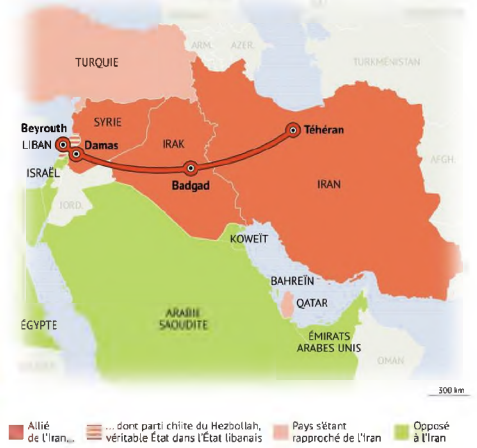 ARM.
AZER.
TURQUIE
TURKMÉNISTAN
SYRIE
Beyrouth
Téhéran
LIBAN
Damas
IRAK
AFGH.
ISRAËL
Badgad
IRAN
JORD.
KOWEÏT
BAHREÏN
QATAR
ARABIE
SAOUDITE
ÉGYPTE
ÉMIRATS
ARABES UNIS
OMAN
300 km
Allié
de l'Iran...
... dont parti chiite du Hezbollah,
véritable État dans l'État libanais
Pays s'étant
rapproché de l'Iran
Opposé
à l'Iran